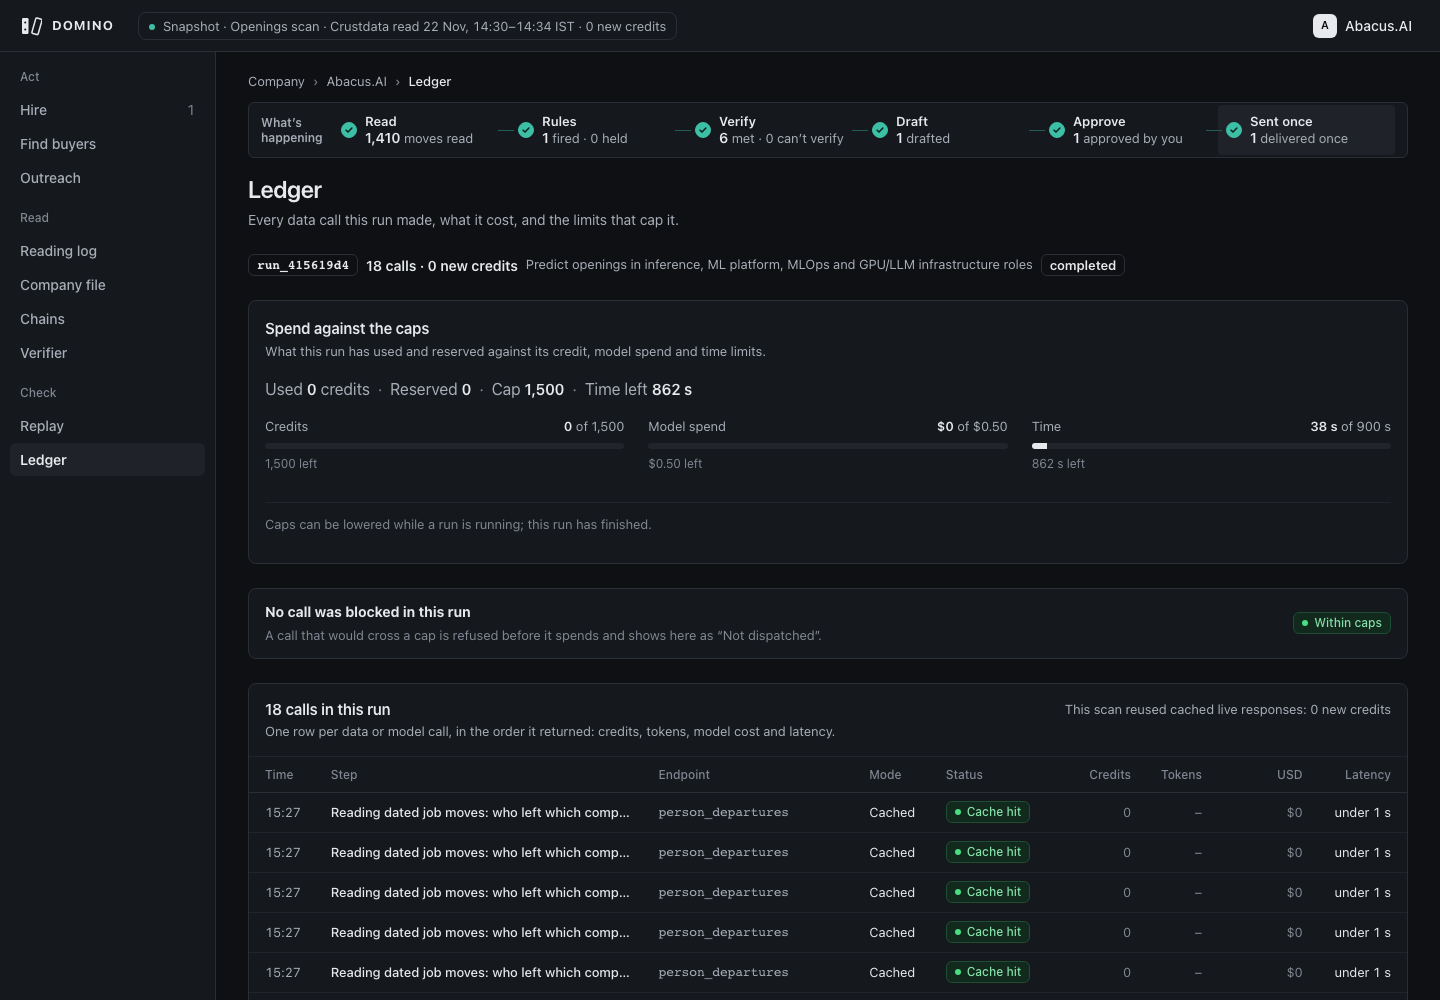 DOMINO
Snapshot · Openings scan · Crustdata read 22 Nov, 14:30–14:34 IST · 0 new credits
A
Abacus.AI
Act
Hire 1
Find buyers
Outreach
Read
Reading log
Company file
Chains
Verifier
Check
Replay
Ledger
Company › Abacus.AI › Ledger
What's happening
Read
1,410 moves read
Rules
1 fired · 0 held
Verify
6 met · 0 can't verify
Draft
1 drafted
Approve
1 approved by you
Sent once
1 delivered once
Ledger
Every data call this run made, what it cost, and the limits that cap it.
run_415619d4 18 calls · 0 new credits Predict openings in inference, ML platform, MLOps and GPU/LLM infrastructure roles completed
Spend against the caps
What this run has used and reserved against its credit, model spend and time limits.
Used 0 credits · Reserved 0 · Cap 1,500 · Time left 862 s
Credits 0 of 1,500
1,500 left
Model spend $0 of $0.50
$0.50 left
Time 38 s of 900 s
862 s left
Caps can be lowered while a run is running; this run has finished.
No call was blocked in this run
A call that would cross a cap is refused before it spends and shows here as “Not dispatched”.
Within caps
18 calls in this run
This scan reused cached live responses: 0 new credits
One row per data or model call, in the order it returned: credits, tokens, model cost and latency.
Time Step Endpoint Mode Status Credits Tokens USD Latency
15:27 Reading dated job moves: who left which comp... person_departures Cached Cache hit 0 – $0 under 1 s
15:27 Reading dated job moves: who left which comp... person_departures Cached Cache hit 0 – $0 under 1 s
15:27 Reading dated job moves: who left which comp... person_departures Cached Cache hit 0 – $0 under 1 s
15:27 Reading dated job moves: who left which comp... person_departures Cached Cache hit 0 – $0 under 1 s
15:27 Reading dated job moves: who left which comp... person_departures Cached Cache hit 0 – $0 under 1 s